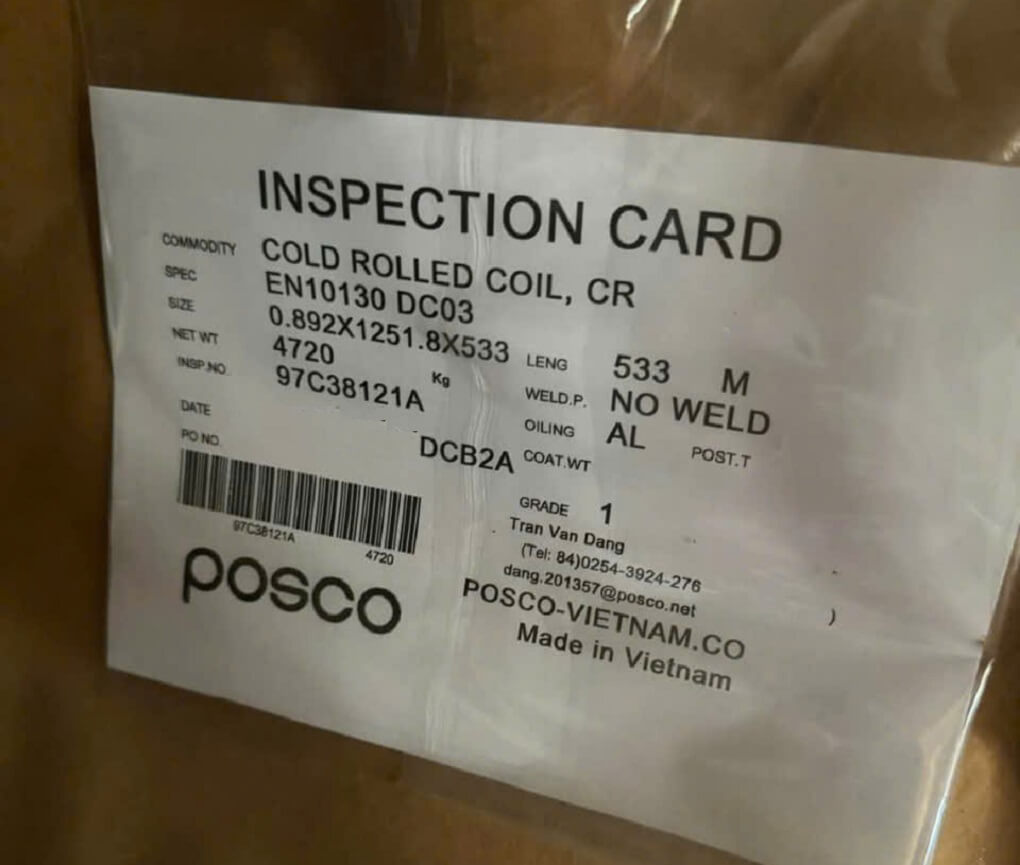 INSPECTION CARD
COMMODITY COLD ROLLED COIL, CR
SPEC EN10130 DC03
SIZE 0.892X1251.8X533 LENG 533 M
NET WT 4720 Kg WELD.P. NO WELD
INSP.NO 97C38121A OILING AL POST.T
DATE
DCB2A COAT.WT
PO NO.
GRADE 1
97C38121A 4720
Tran Van Dang
(Tel: 84)0254-3924-276
dang.201357@posco.net )
posco
POSCO-VIETNAM.CO
Made in Vietnam